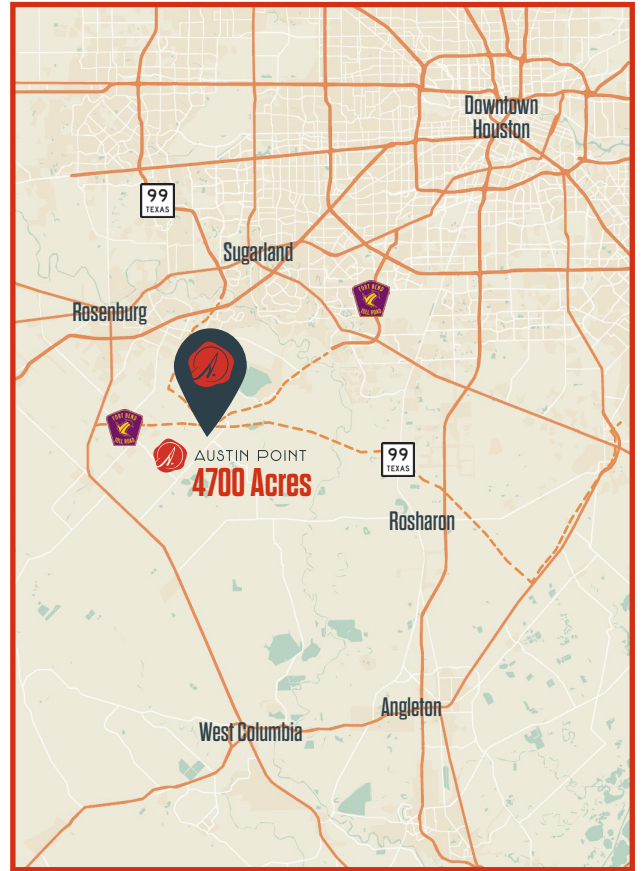 Downtown
Houston
99
TEXAS
Sugarland
FORT BEND
TOLL ROAD
Rosenburg
A.
FORT BEND
TOLL ROAD
A.
AUSTIN POINT
4700 Acres
99
TEXAS
Rosharon
Angleton
West Columbia